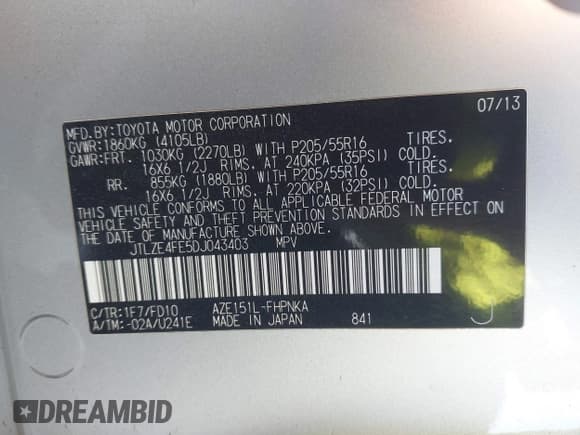 07/13
MFD.BY:TOYOTA MOTOR CORPORATION
GVWR:1860KG (4105LB)
GAWR:FRT. 1030KG (2270LB) WITH P205/55R16 TIRES.
16X6 1/2J RIMS. AT 240KPA (35PSI) COLD.
RR. 855KG (1880LB) WITH P205/55R16 TIRES.
16X6 1/2J RIMS. AT 220KPA (32PSI) COLD.
THIS VEHICLE CONFORMS TO ALL APPLICABLE FEDERAL MOTOR
VEHICLE SAFETY AND THEFT PREVENTION STANDARDS IN EFFECT ON
THE DATE OF MANUFACTURE SHOWN ABOVE.
JTLZE4FE5DJ043403 MPV
C/TR:1F7/FD10 AZE151L-FHPNKA
A/TM:-02A/U241E MADE IN JAPAN 841
J
DREAMBID